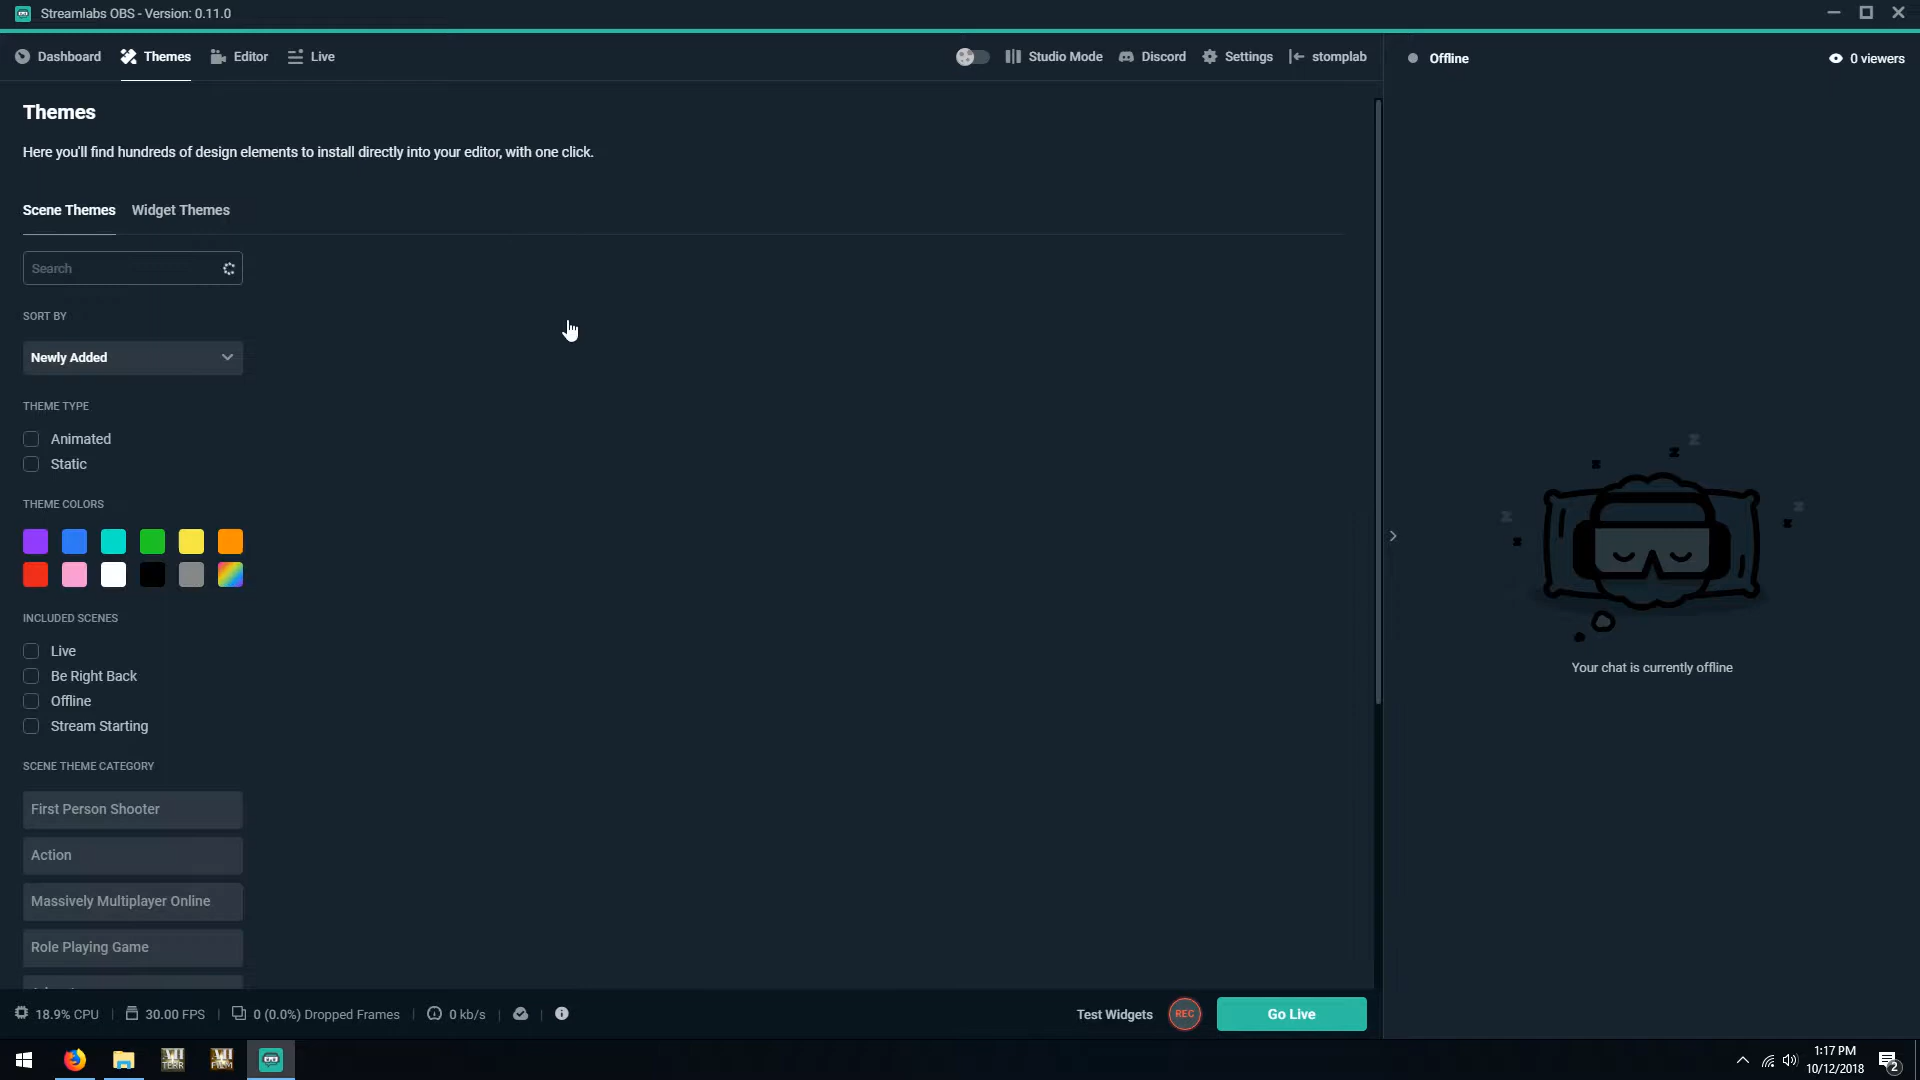 Streamlabs OBS - Version: 0.11.0
Dashboard
Themes
Editor
Live
Studio Mode
Discord
Settings
stomplab
Offline
0 viewers
Themes
Here you'll find hundreds of design elements to install directly into your editor, with one click.
Scene Themes
Widget Themes
Search
SORT BY
Newly Added
THEME TYPE
Animated
Static
THEME COLORS
INCLUDED SCENES
Live
Be Right Back
Offline
Stream Starting
SCENE THEME CATEGORY
First Person Shooter
Action
Massively Multiplayer Online
Role Playing Game
Your chat is currently offline
18.9% CPU
30.00 FPS
0 (0.0%) Dropped Frames
0 kb/s
Test Widgets
REC
Go Live
1:17 PM
10/12/2018
2